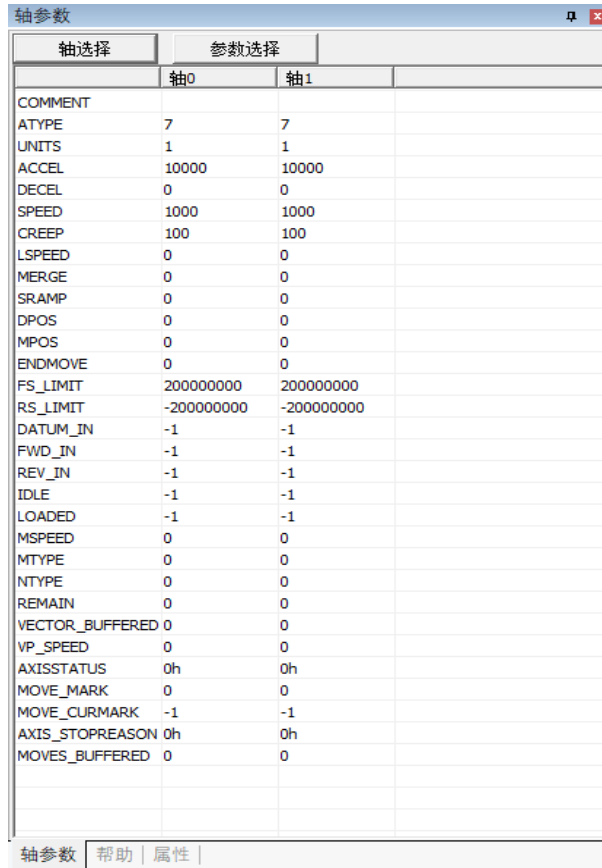 轴参数
轴选择 参数选择
轴0 轴1
COMMENT
ATYPE 7 7
UNITS 1 1
ACCEL 10000 10000
DECEL 0 0
SPEED 1000 1000
CREEP 100 100
LSPEED 0 0
MERGE 0 0
SRAMP 0 0
DPOS 0 0
MPOS 0 0
ENDMOVE 0 0
FS_LIMIT 200000000 200000000
RS_LIMIT -200000000 -200000000
DATUM_IN -1 -1
FWD_IN -1 -1
REV_IN -1 -1
IDLE -1 -1
LOADED -1 -1
MSPEED 0 0
MTYPE 0 0
NTYPE 0 0
REMAIN 0 0
VECTOR_BUFFERED 0 0
VP_SPEED 0 0
AXISSTATUS 0h 0h
MOVE_MARK 0 0
MOVE_CURMARK -1 -1
AXIS_STOPREASON 0h 0h
MOVES_BUFFERED 0 0
轴参数 帮助 属性